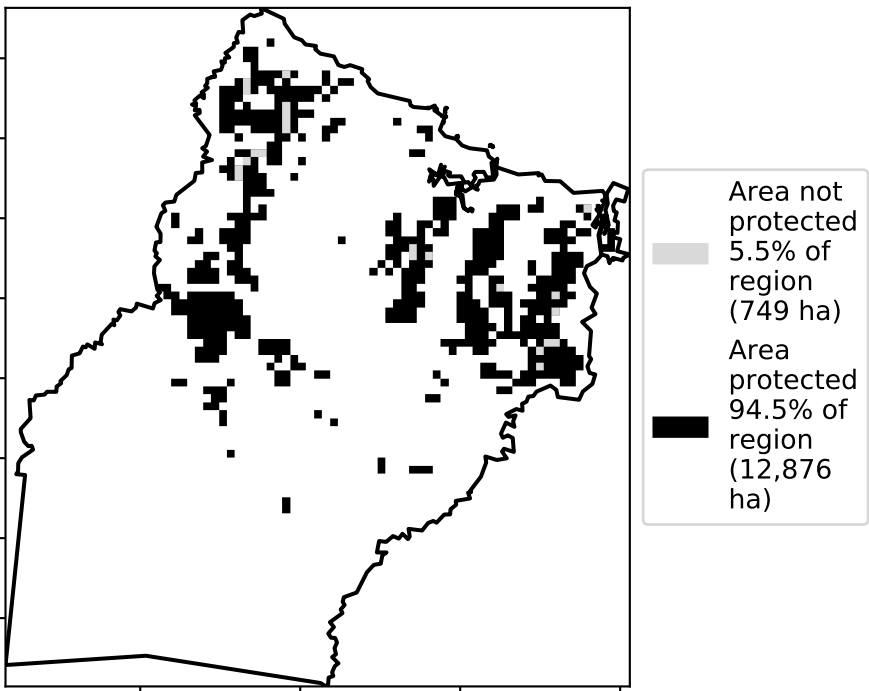 Area not
protected
5.5% of
region
(749 ha)
Area
protected
94.5% of
region
(12,876
ha)